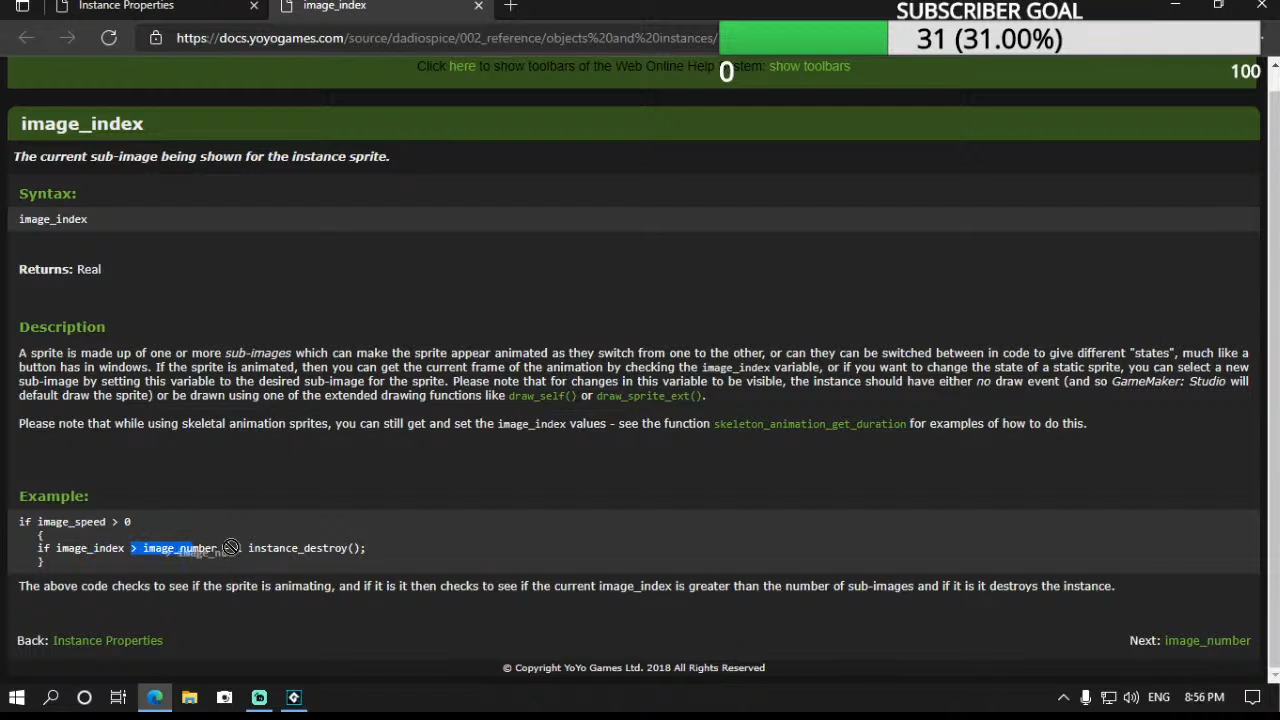 Instance Properties
image_index
SUBSCRIBER GOAL
https://docs.yoyogames.com/source/dadiospice/002_reference/objects%20and%20instances/
31 (31.00%)
Click here to show toolbars of the Web Online Help System: show toolbars
0
100
image_index
The current sub-image being shown for the instance sprite.
Syntax:
image_index
Returns: Real
Description
A sprite is made up of one or more sub-images which can make the sprite appear animated as they switch from one to the other, or can they can be switched between in code to give different "states", much like a
button has in windows. If the sprite is animated, then you can get the current frame of the animation by checking the image_index variable, or if you want to change the state of a static sprite, you can select a new
sub-image by setting this variable to the desired sub-image for the sprite. Please note that for changes in this variable to be visible, the instance should have either no draw event (and so GameMaker: Studio will
default draw the sprite) or be drawn using one of the extended drawing functions like draw_self() or draw_sprite_ext().
Please note that while using skeletal animation sprites, you can still get and set the image_index values - see the function skeleton_animation_get_duration for examples of how to do this.
Example:
if image_speed > 0
{
if image_index > image_number instance_destroy();
}
The above code checks to see if the sprite is animating, and if it is it then checks to see if the current image_index is greater than the number of sub-images and if it is it destroys the instance.
Back: Instance Properties
Next: image_number
© Copyright YoYo Games Ltd. 2018 All Rights Reserved
ENG
8:56 PM